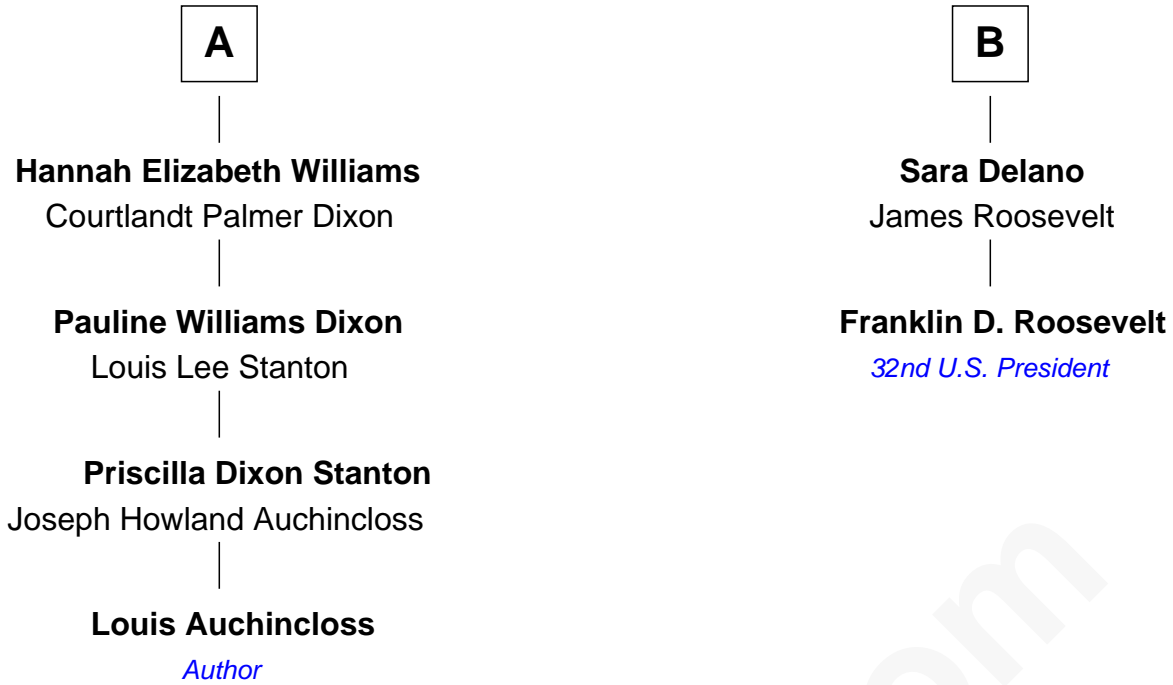 A
Hannah Elizabeth Williams
Courtlandt Palmer Dixon
Pauline Williams Dixon
Louis Lee Stanton
Priscilla Dixon Stanton
Joseph Howland Auchincloss
Louis Auchincloss
Author
B
Sara Delano
James Roosevelt
Franklin D. Roosevelt
32nd U.S. President
om